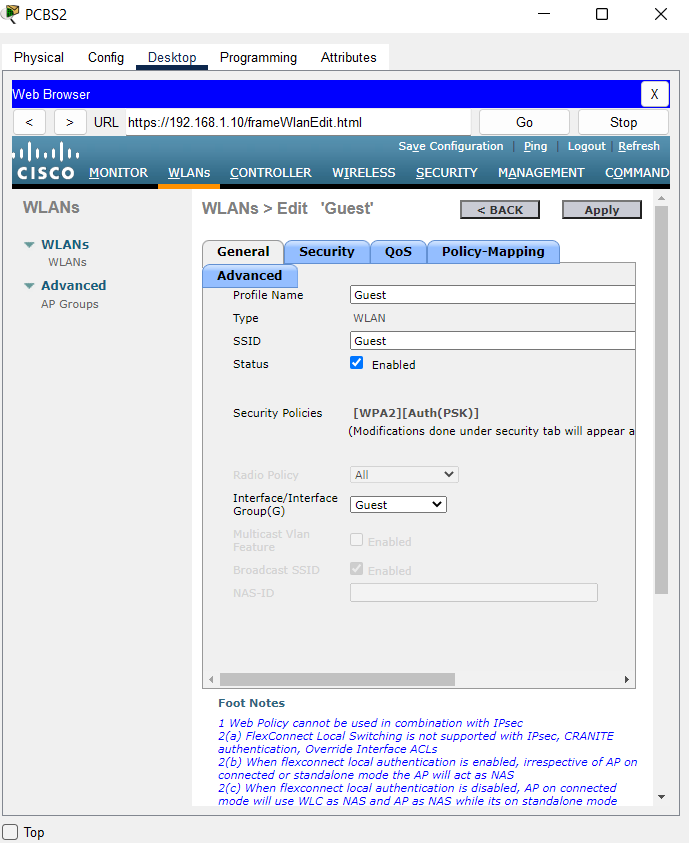 PCBS2
Physical Config Desktop Programming Attributes
Web Browser X
< > URL https://192.168.1.10/frameWlanEdit.html Go Stop
Save Configuration | Ping | Logout | Refresh
CISCO MONITOR WLANs CONTROLLER WIRELESS SECURITY MANAGEMENT COMMAND
WLANs
WLANs
WLANs
Advanced
AP Groups
WLANs > Edit 'Guest' < BACK Apply
General Security QoS Policy-Mapping
Advanced
Profile Name Guest
Type WLAN
SSID Guest
Status Enabled
Security Policies [WPA2][Auth(PSK)]
(Modifications done under security tab will appear a
Radio Policy All
Interface/Interface
Group(G) Guest
Multicast Vlan
Feature Enabled
Broadcast SSID Enabled
NAS-ID
Foot Notes
1 Web Policy cannot be used in combination with IPsec
2(a) FlexConnect Local Switching is not supported with IPsec, CRANITE
authentication, Override Interface ACLs
2(b) When flexconnect local authentication is enabled, irrespective of AP on
connected or standalone mode the AP will act as NAS
2(c) When flexconnect local authentication is disabled, AP on connected
mode will use WLC as NAS and AP as NAS while its on standalone mode
Top